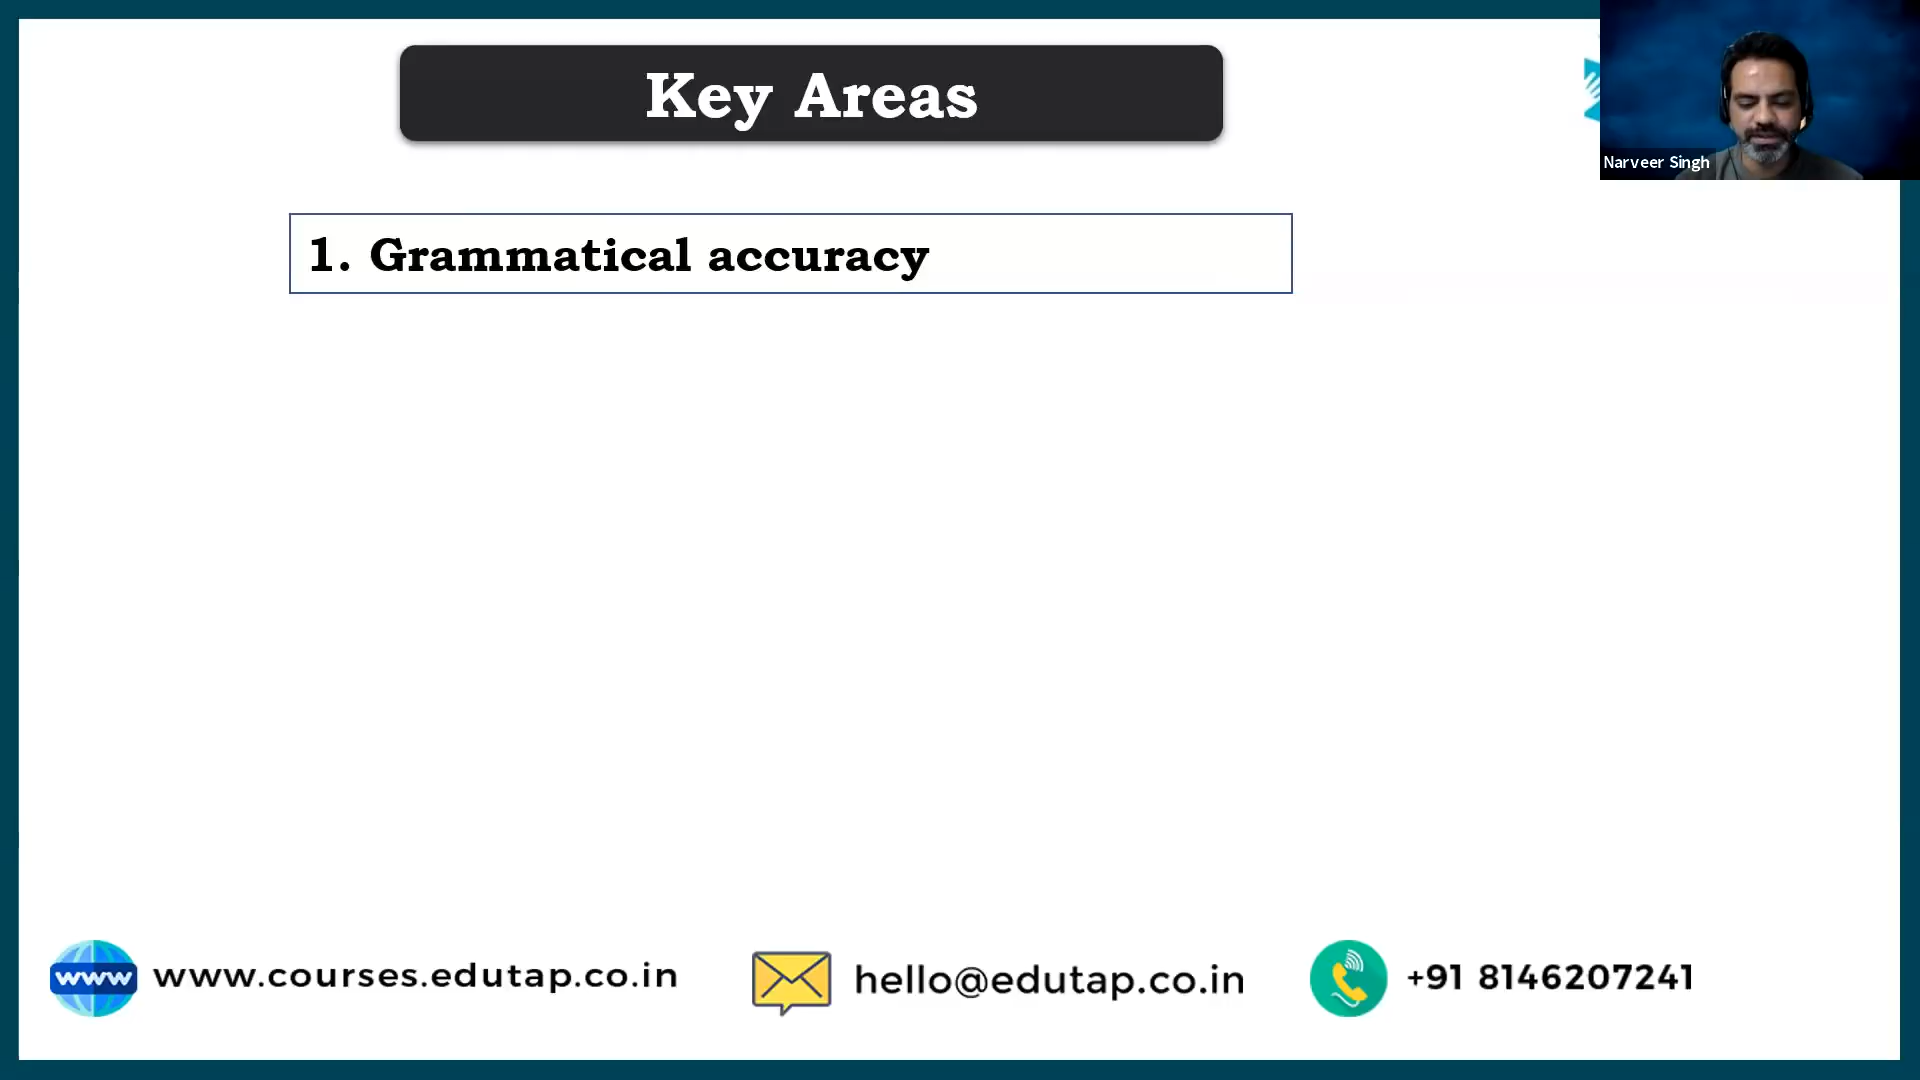 Key Areas
Narveer Singh
1. Grammatical accuracy
www
www.courses.edutap.co.in
hello@edutap.co.in
+91 8146207241